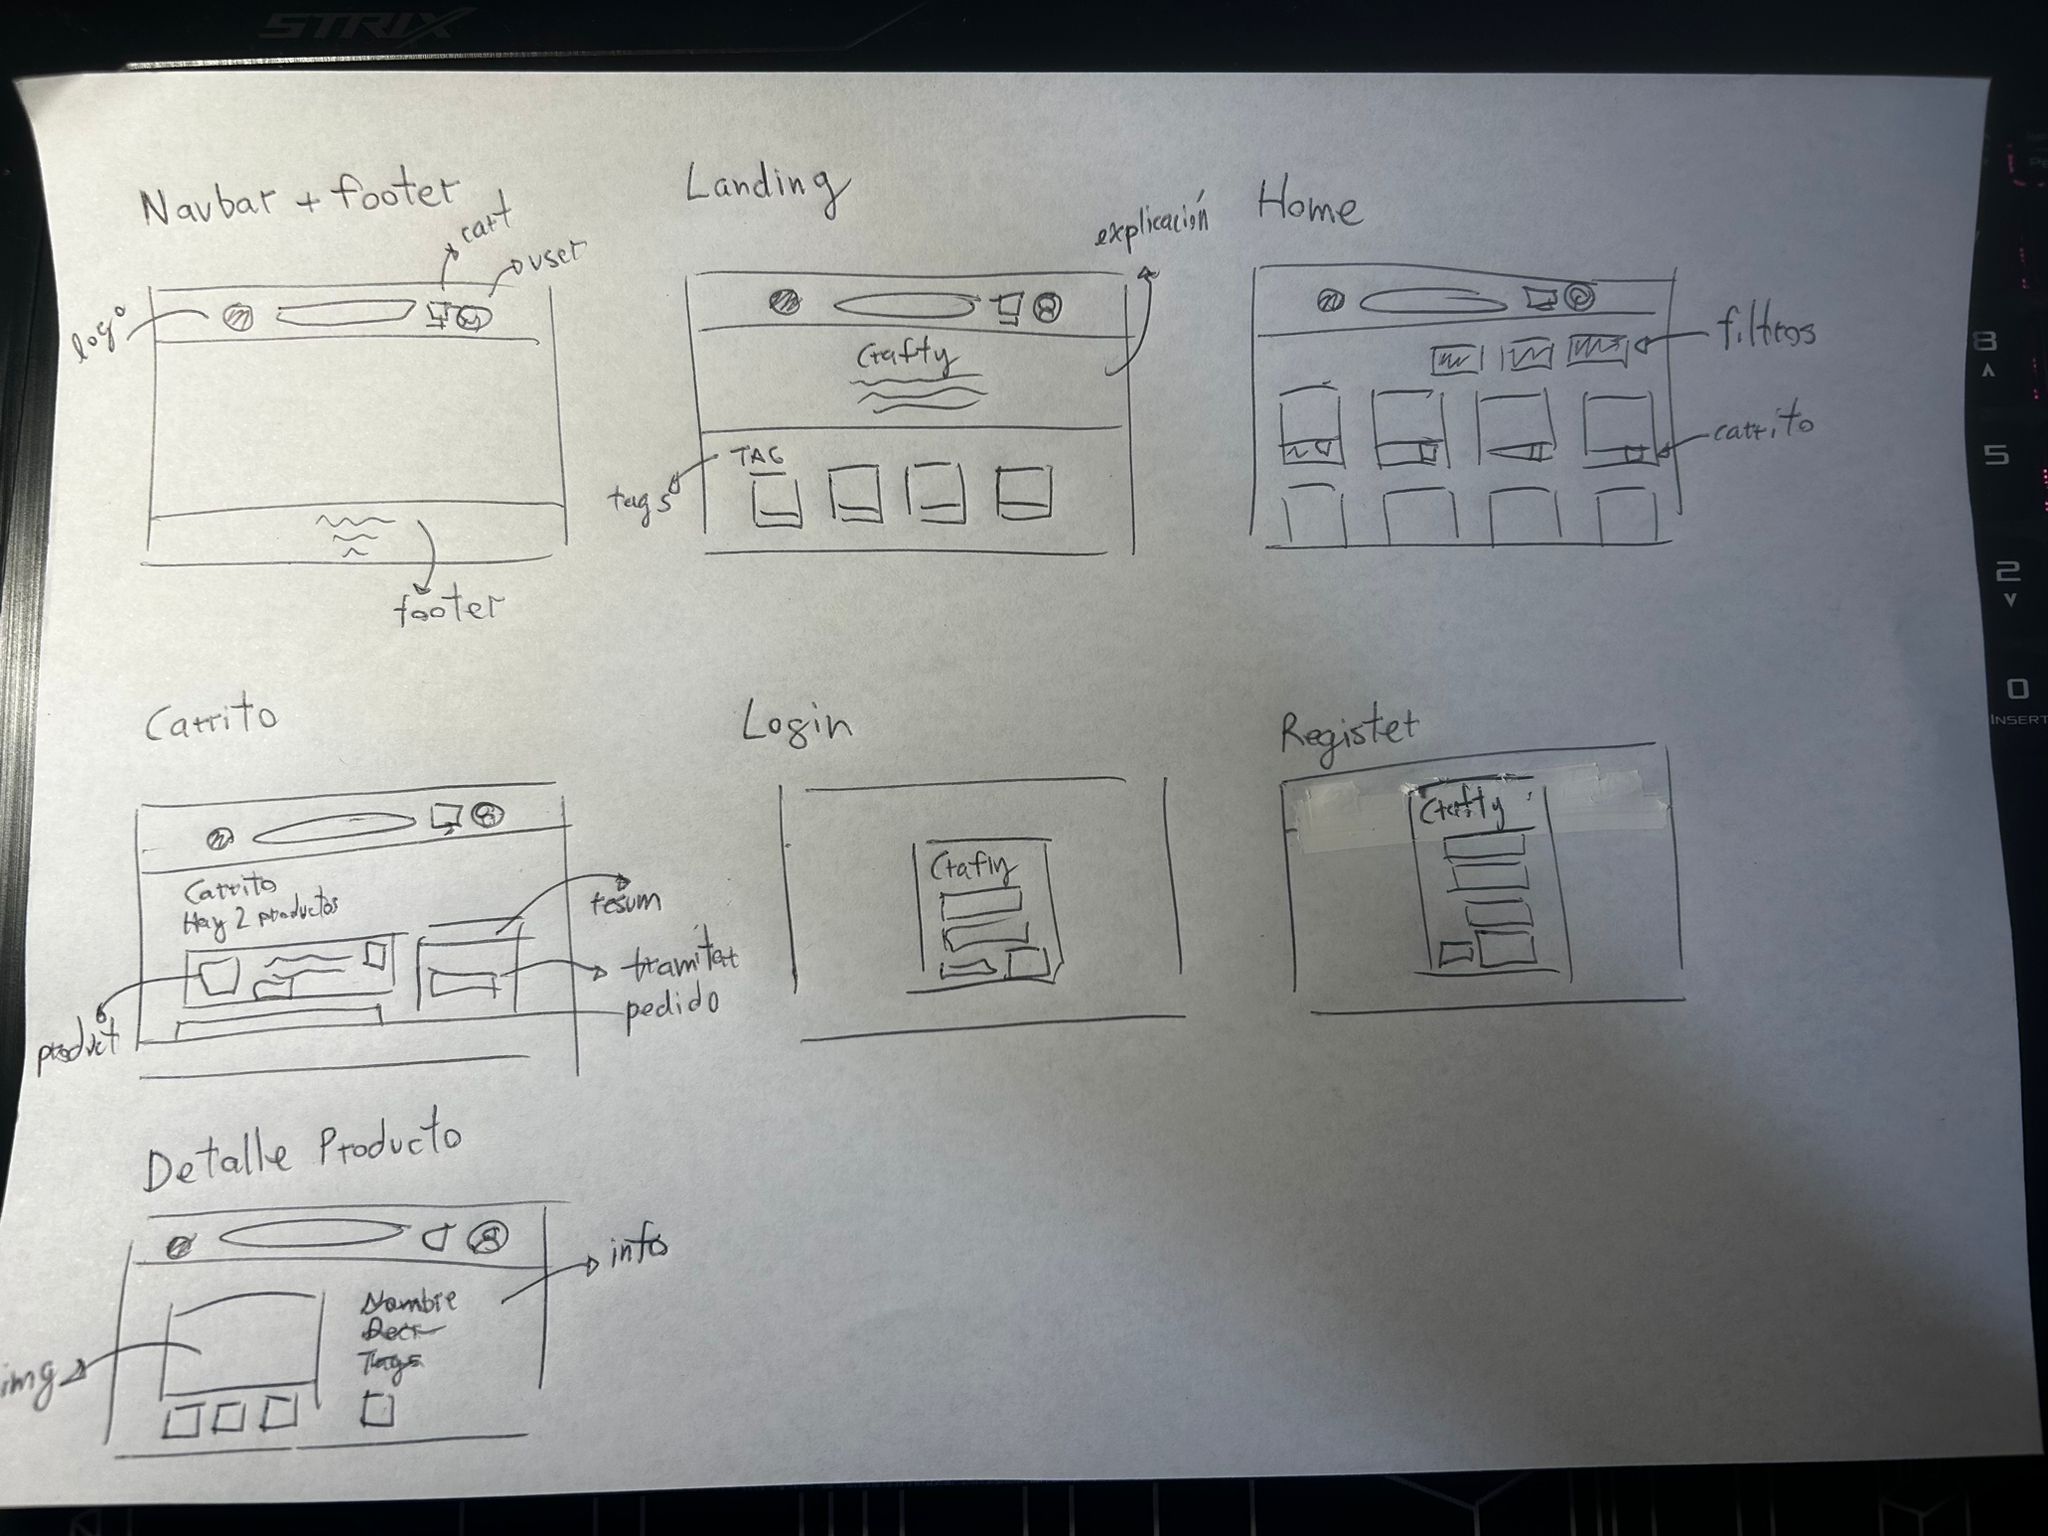 STRIX
Navbar + footer
cart
user
logo
footer
Landing
explicación
Crafty
TAG
tags
Home
filtros
carrito
Carrito
Carrito
Hay 2 productos
resum
tramitar
pedido
product
Login
Crafty
Register
Crafty
Detalle Producto
info
Nombre
Tags
img
8
5
2
0
INSERT